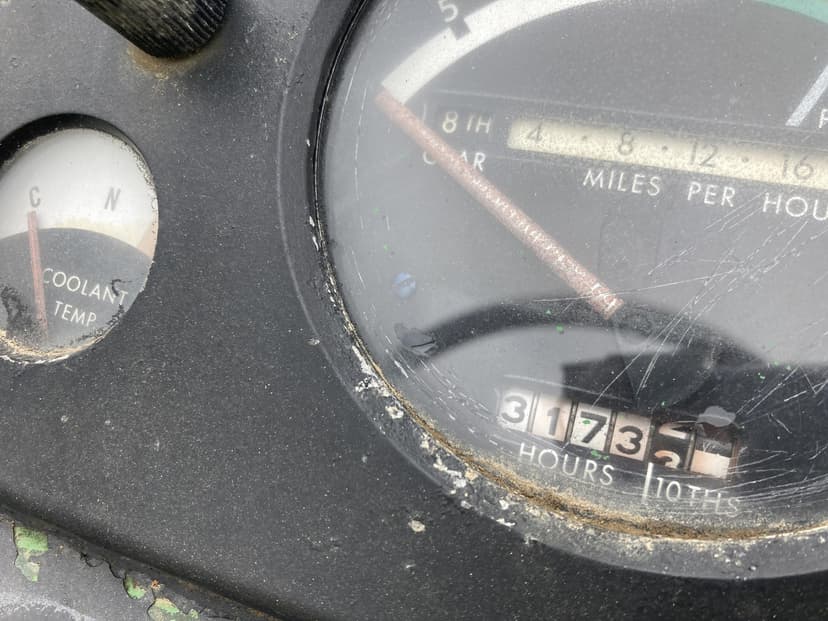 5
8TH 4 · 8 · 12 · 16
GEAR
MILES PER HOU
C N
COOLANT
TEMP
3173
HOURS 10THS